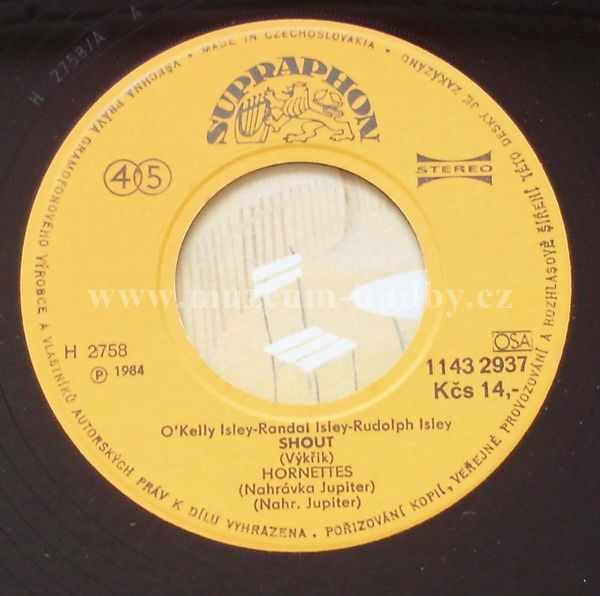 H 2758/A A
VŠECHNA PRÁVA GRAMOFONOVÉHO VÝROBCE A VLASTNÍKŮ AUTORSKÝCH PRÁV K DÍLU VYHRAZENA . POŘIZOVÁNÍ KOPIÍ, VEŘEJNÉ PROVOZOVÁNÍ A ROZHLASOVÉ ŠÍŘENÍ TÉTO DESKY JE ZAKÁZÁNO
MADE IN CZECHOSLOVAKIA
SUPRAPHON
45
STEREO
www.muzeum-hudby.cz
OSA
H 2758
1143 2937
Ⓟ 1984
Kčs 14,-
O'Kelly Isley-Randal Isley-Rudolph Isley
SHOUT
(Výkřik)
HORNETTES
(Nahrávka Jupiter)
(Nahr. Jupiter)